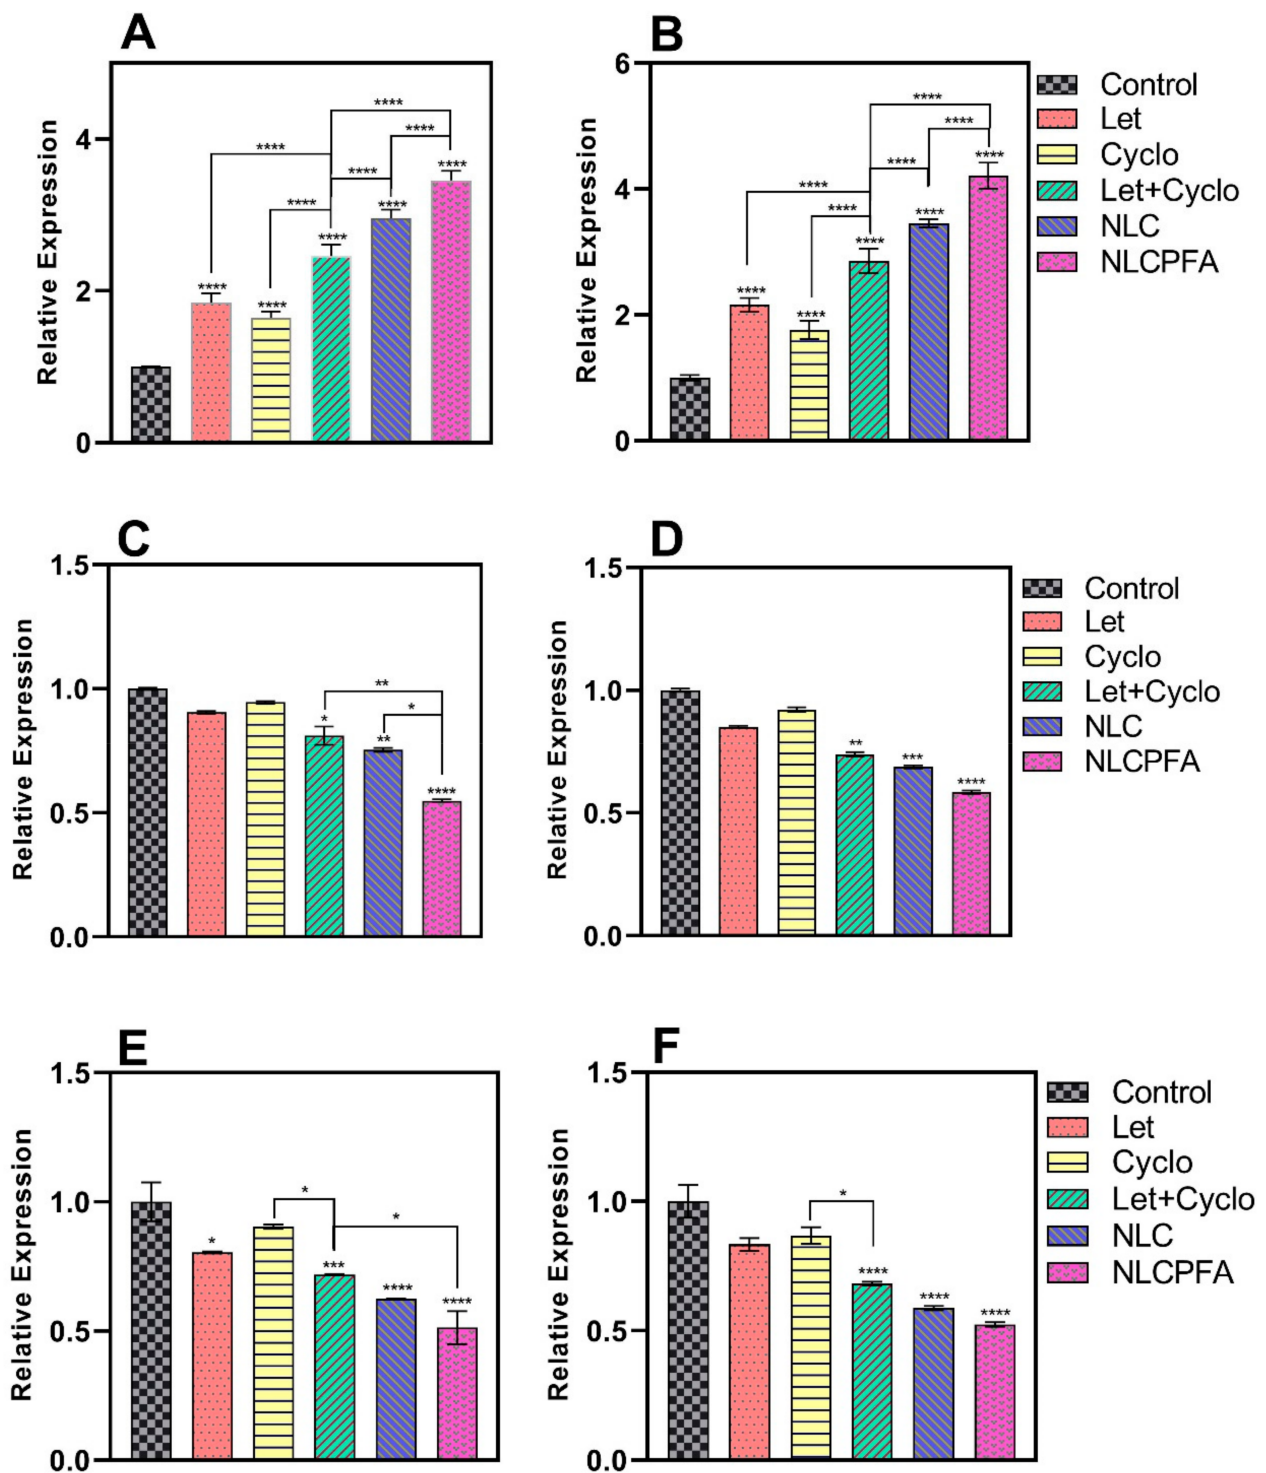 A
Relative Expression
4
2
0
****
****
****
****
****
****
****
****
****
****
B
Relative Expression
6
4
2
0
****
****
****
****
****
****
****
****
****
****
Control
Let
Cyclo
Let+Cyclo
NLC
NLCPFA
C
Relative Expression
1.5
1.0
0.5
0.0
**
*
*
**
****
D
Relative Expression
1.5
1.0
0.5
0.0
**
***
****
Control
Let
Cyclo
Let+Cyclo
NLC
NLCPFA
E
Relative Expression
1.5
1.0
0.5
0.0
*
*
*
***
****
****
F
Relative Expression
1.5
1.0
0.5
0.0
*
****
****
****
Control
Let
Cyclo
Let+Cyclo
NLC
NLCPFA